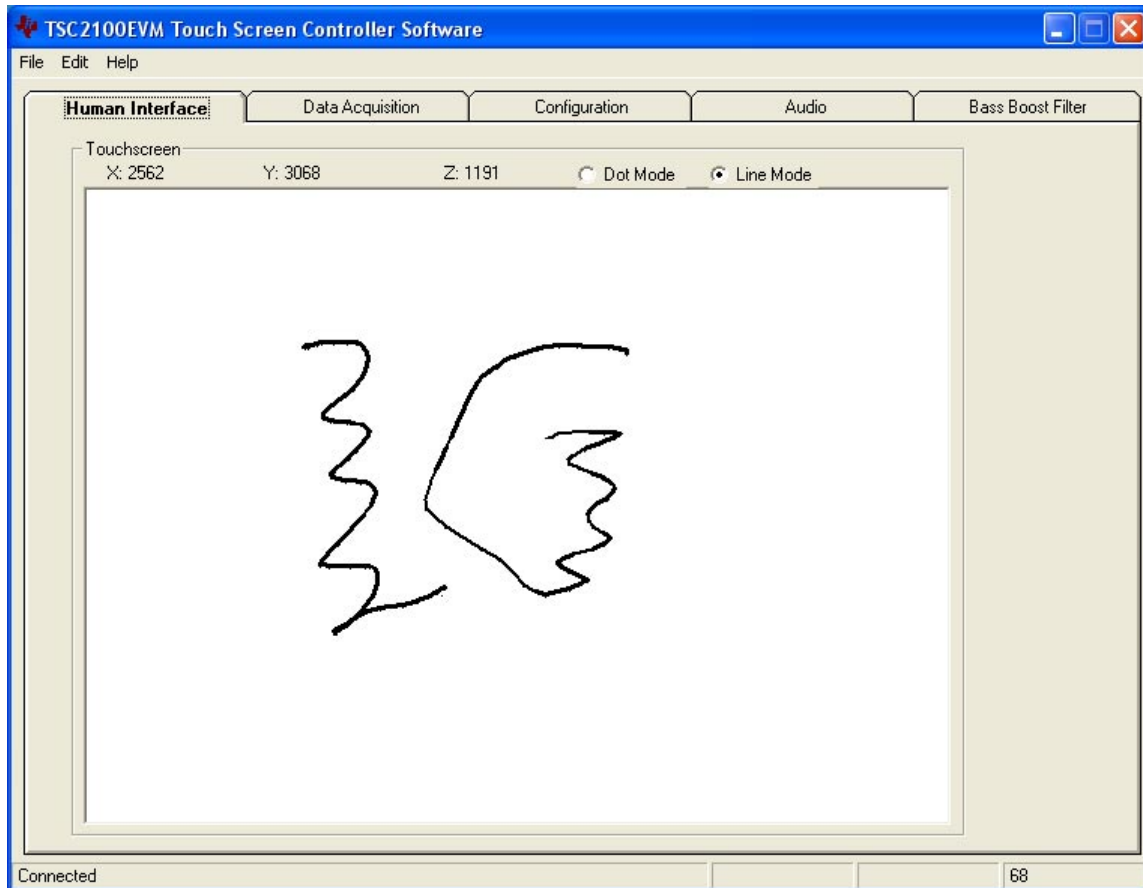 TSC2100EVM Touch Screen Controller Software
File Edit Help
Human Interface Data Acquisition Configuration Audio Bass Boost Filter
Touchscreen
X: 2562 Y: 3068 Z: 1191 Dot Mode Line Mode
Connected 68